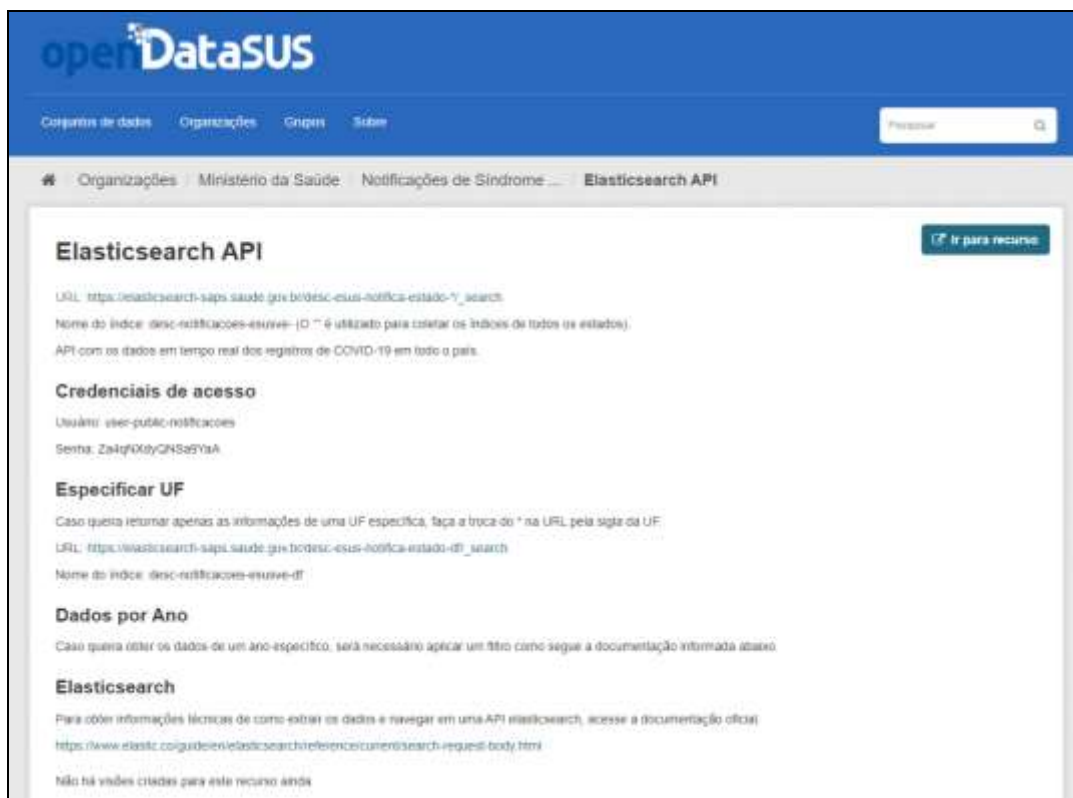 openDataSUS
Conjuntos de dados Organizações Grupos Sobre
Pesquisar
Organizações / Ministério da Saúde / Notificações de Síndrome ... / Elasticsearch API
Ir para recurso
Elasticsearch API
URL: https://elasticsearch-saps.saude.gov.br/desc-esus-notifica-estado-*/_search
Nome do índice: desc-notificacoes-esusve- (O "" é utilizado para coletar os índices de todos os estados).
API com os dados em tempo real dos registros de COVID-19 em todo o país.
Credenciais de acesso
Usuário: user-public-notificacoes
Senha:
Especificar UF
Caso queira retornar apenas as informações de uma UF específica, faça a troca do * na URL pela sigla da UF.
URL: https://elasticsearch-saps.saude.gov.br/desc-esus-notifica-estado-df/_search
Nome do índice: desc-notificacoes-esusve-df
Dados por Ano
Caso queira obter os dados de um ano específico, será necessário aplicar um filtro como segue a documentação informada abaixo.
Elasticsearch
Para obter informações técnicas de como extrair os dados e navegar em uma API elasticsearch, acesse a documentação oficial
https://www.elastic.co/guide/en/elasticsearch/reference/current/search-request-body.html
Não há visões criadas para este recurso ainda